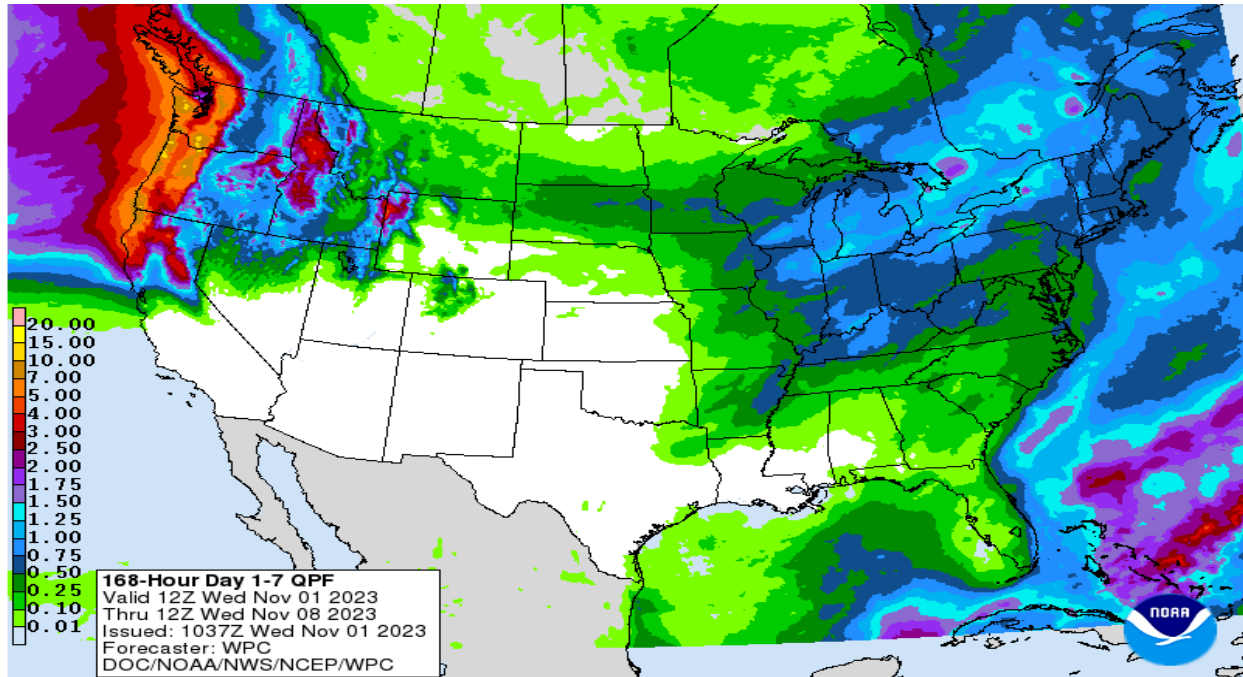 20.00
15.00
10.00
7.00
5.00
4.00
3.00
2.50
2.00
1.75
1.50
1.25
1.00
0.75
0.50
0.25
0.10
0.01
168-Hour Day 1-7 QPF
Valid 12Z Wed Nov 01 2023
Thru 12Z Wed Nov 08 2023
Issued: 1037Z Wed Nov 01 2023
Forecaster: WPC
DOC/NOAA/NWS/NCEP/WPC
NOAA